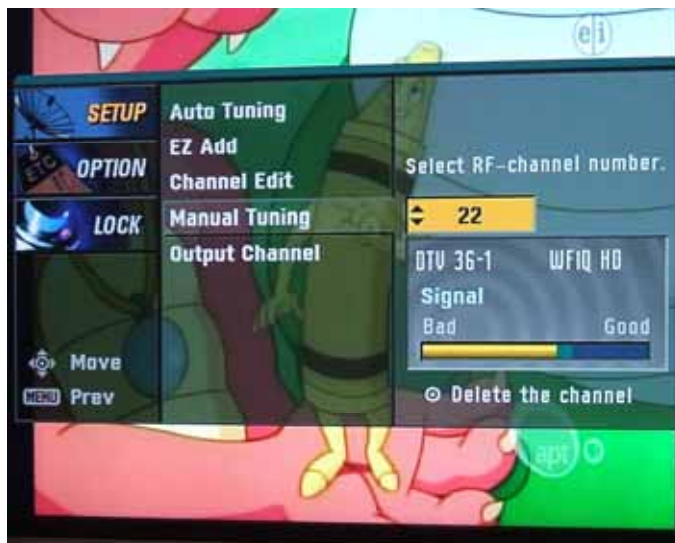 e i
SETUP
OPTION
ETC
LOCK
Move
MENU Prev
Auto Tuning
EZ Add
Channel Edit
Manual Tuning
Output Channel
Select RF-channel number.
22
DTV 36-1 WFIQ HD
Signal
Bad Good
Delete the channel
apt